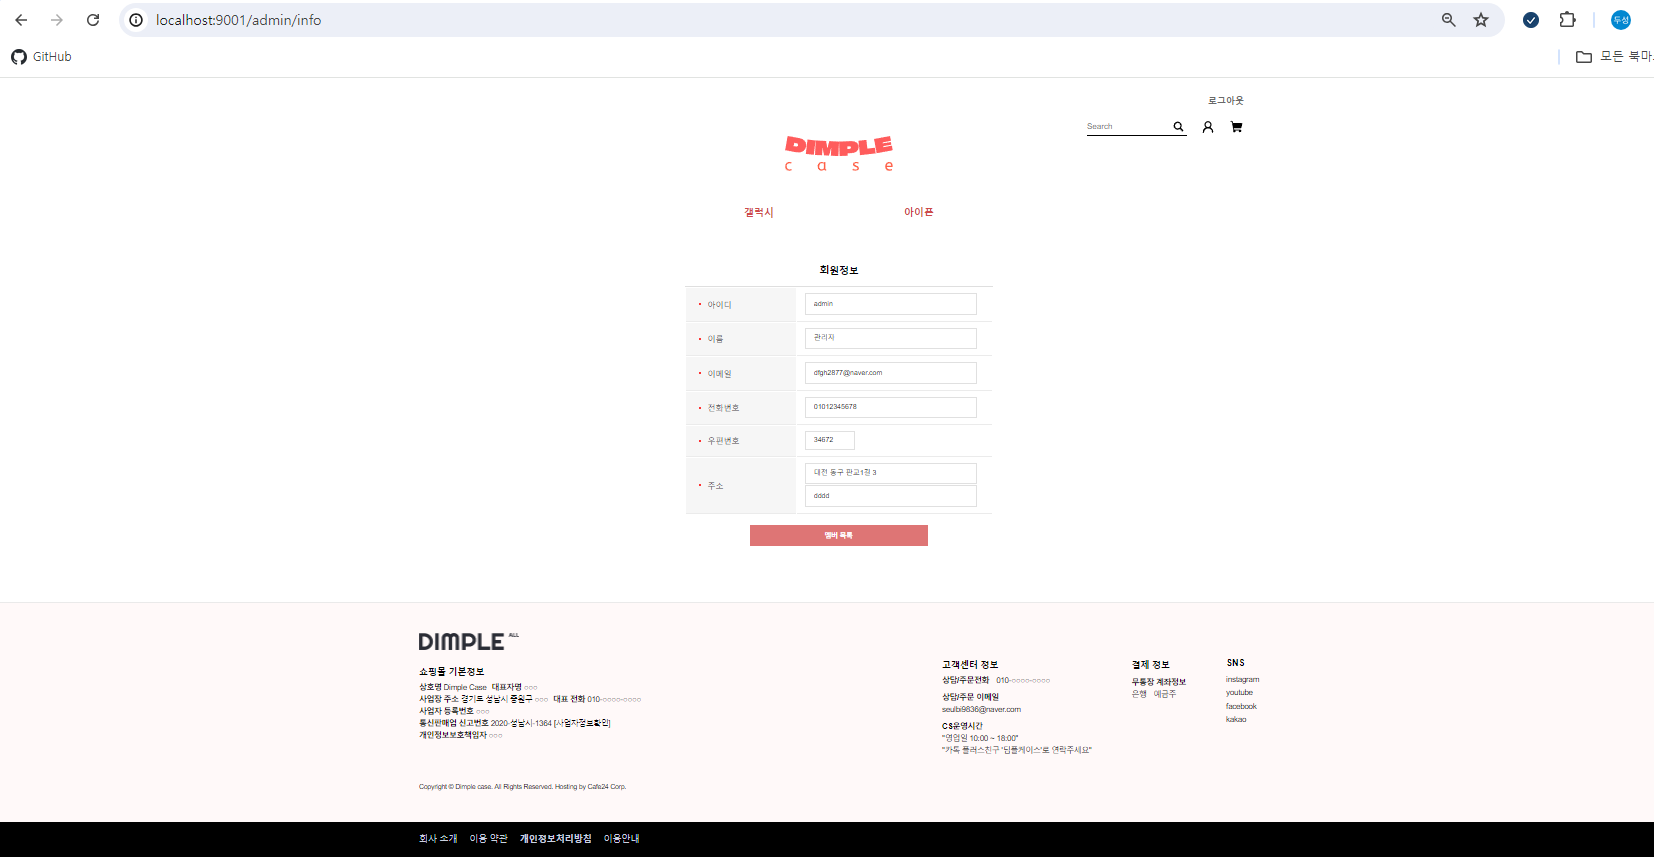 localhost:9001/admin/info
두성
GitHub
모든 북마
로그아웃
Search
DIMPLE
case
갤럭시
아이폰
회원정보
아이디
admin
이름
관리자
이메일
dfgh2877@naver.com
전화번호
01012345678
우편번호
34672
주소
대전 동구 판교1길 3
dddd
멤버 목록
DIMPLE ALL
쇼핑몰 기본정보
상호명 Dimple Case 대표자명 ○○○
사업장 주소 경기도 성남시 중원구 ○○○ 대표 전화 010-○○○○-○○○○
사업자 등록번호 ○○○
통신판매업 신고번호 2020-성남시-1364 [사업자정보확인]
개인정보보호책임자 ○○○
고객센터 정보
상담/주문전화 010-○○○○-○○○○
상담/주문 이메일
seulbi9836@naver.com
CS운영시간
"영업일 10:00 ~ 18:00"
"카톡 플러스친구 '딤플케이스'로 연락주세요"
결제 정보
무통장 계좌정보
은행 예금주
SNS
instagram
youtube
facebook
kakao
Copyright © Dimple case. All Rights Reserved. Hosting by Cafe24 Corp.
회사 소개 이용 약관 개인정보처리방침 이용안내